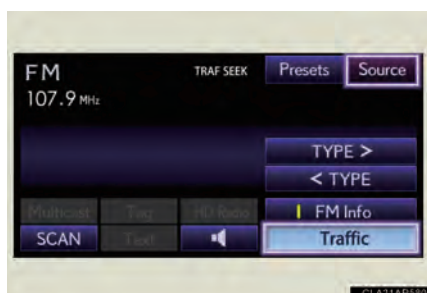 FM
TRAF SEEK
Presets
Source
107.9 MHz
TYPE >
< TYPE
Multicast
Tag
HD Radio
FM Info
SCAN
Text
Traffic